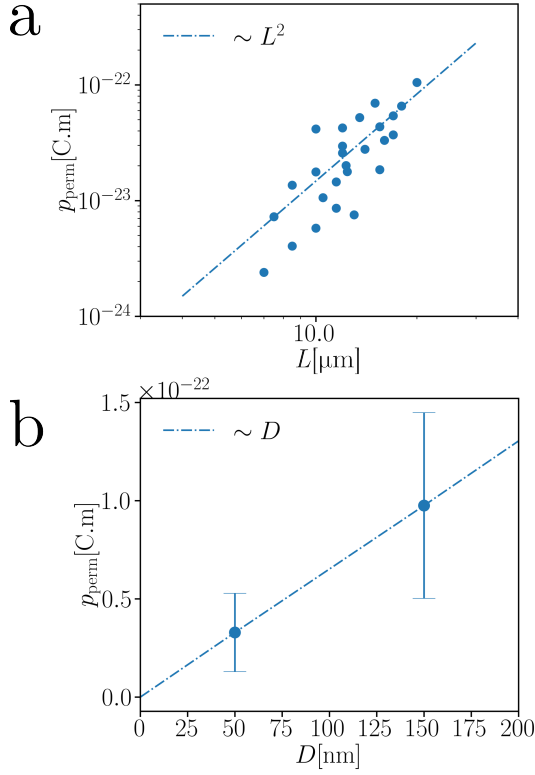 a
∼ L²
10⁻²²
10⁻²³
10⁻²⁴
p_perm[C.m]
10.0
L[µm]
b
×10⁻²²
∼ D
1.5
1.0
0.5
0.0
p_perm[C.m]
0 25 50 75 100 125 150 175 200
D[nm]